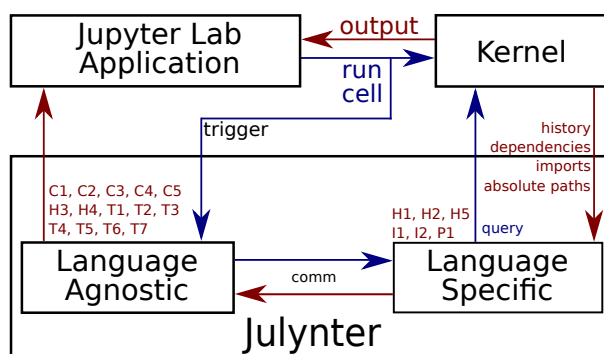 Jupyter Lab
Application
output
Kernel
run
cell
trigger
history
dependencies
imports
absolute paths
C1, C2, C3, C4, C5
H3, H4, T1, T2, T3
T4, T5, T6, T7
H1, H2, H5
I1, I2, P1
query
Language
Agnostic
comm
Language
Specific
Julynter